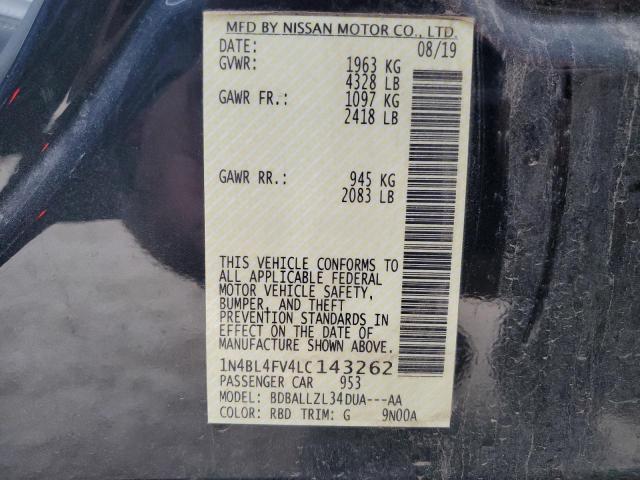 MFD BY NISSAN MOTOR CO., LTD.
DATE: 08/19
GVWR: 1963 KG
4328 LB
GAWR FR.: 1097 KG
2418 LB
GAWR RR.: 945 KG
2083 LB
THIS VEHICLE CONFORMS TO
ALL APPLICABLE FEDERAL
MOTOR VEHICLE SAFETY,
BUMPER, AND THEFT
PREVENTION STANDARDS IN
EFFECT ON THE DATE OF
MANUFACTURE SHOWN ABOVE.
1N4BL4FV4LC143262
PASSENGER CAR 953
MODEL: BDBALLZL34DUA---AA
COLOR: RBD TRIM: G 9N00A